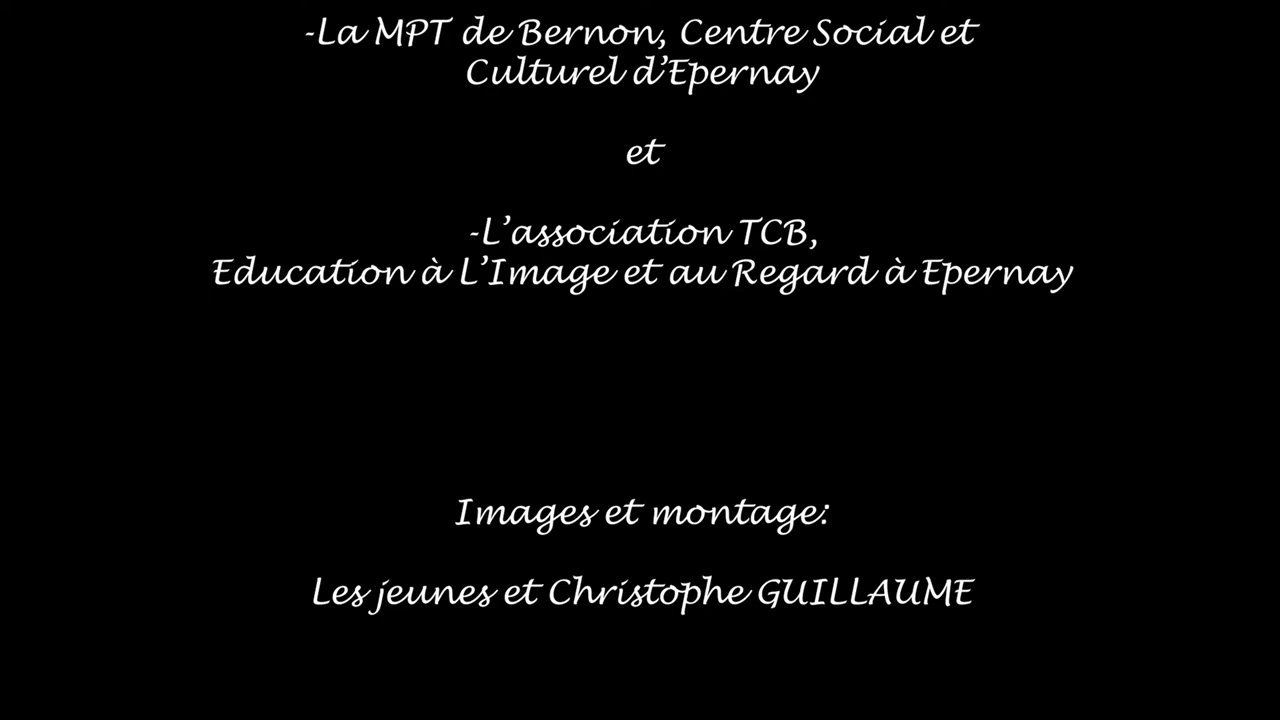 -La MPT de Bernon, Centre Social et
Culturel d’Epernay
et
-L’association TCB,
Education à L’Image et au Regard à Epernay
Images et montage:
Les jeunes et Christophe GUILLAUME